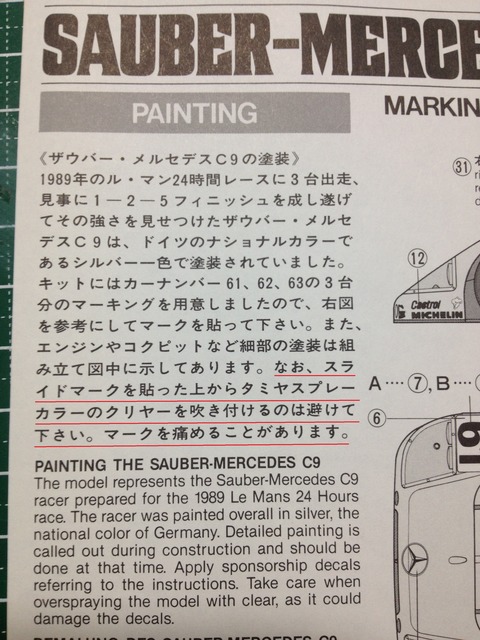 SAUBER-MERCE
PAINTING
MARKIN
《ザウバー・メルセデスC9の塗装》
1989年のル・マン24時間レースに3台出走、
見事に1―2―5フィニッシュを成し遂げ
てその強さを見せつけたザウバー・メルセ
デスC9は、ドイツのナショナルカラーで
あるシルバー一色で塗装されていました。
キットにはカーナンバー61、62、63の3台
分のマーキングを用意しましたので、右図
を参考にしてマークを貼って下さい。また、
エンジンやコクピットなど細部の塗装は組
み立て図中に示してあります。なお、スラ
イドマークを貼った上からタミヤスプレー
カラーのクリヤーを吹き付けるのは避けて
下さい。マークを痛めることがあります。
PAINTING THE SAUBER-MERCEDES C9
The model represents the Sauber-Mercedes C9
racer prepared for the 1989 Le Mans 24 Hours
race. The racer was painted overall in silver, the
national color of Germany. Detailed painting is
called out during construction and should be
done at that time. Apply sponsorship decals
referring to the instructions. Take care when
overspraying the model with clear, as it could
damage the decals.
31
12
Castrol
MICHELIN
A‥‥⑦, B‥‥
⑥